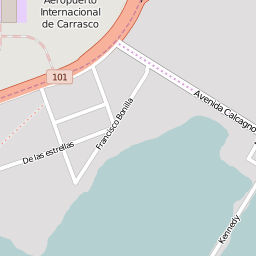 Aeropuerto
Internacional
de Carrasco
101
Avenida Calcagno
Francisco Bonilla
De las estrellas
Kennedy